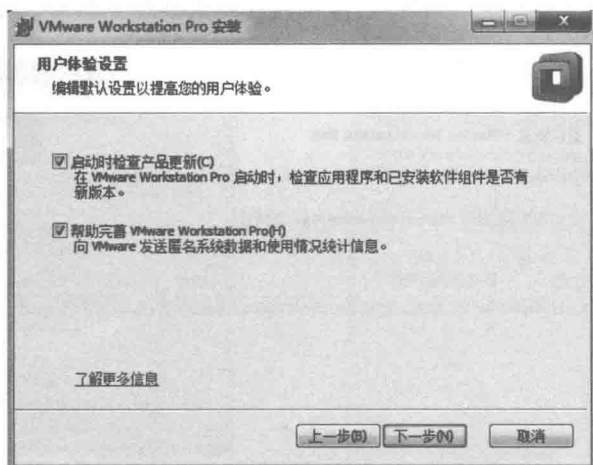 VMware Workstation Pro 安装
用户体验设置
编辑默认设置以提高您的用户体验。
启动时检查产品更新(C)
在 VMware Workstation Pro 启动时，检查应用程序和已安装软件组件是否有
新版本。
帮助完善 VMware Workstation Pro(H)
向 VMware 发送匿名系统数据和使用情况统计信息。
了解更多信息
上一步(B) 下一步(N) 取消